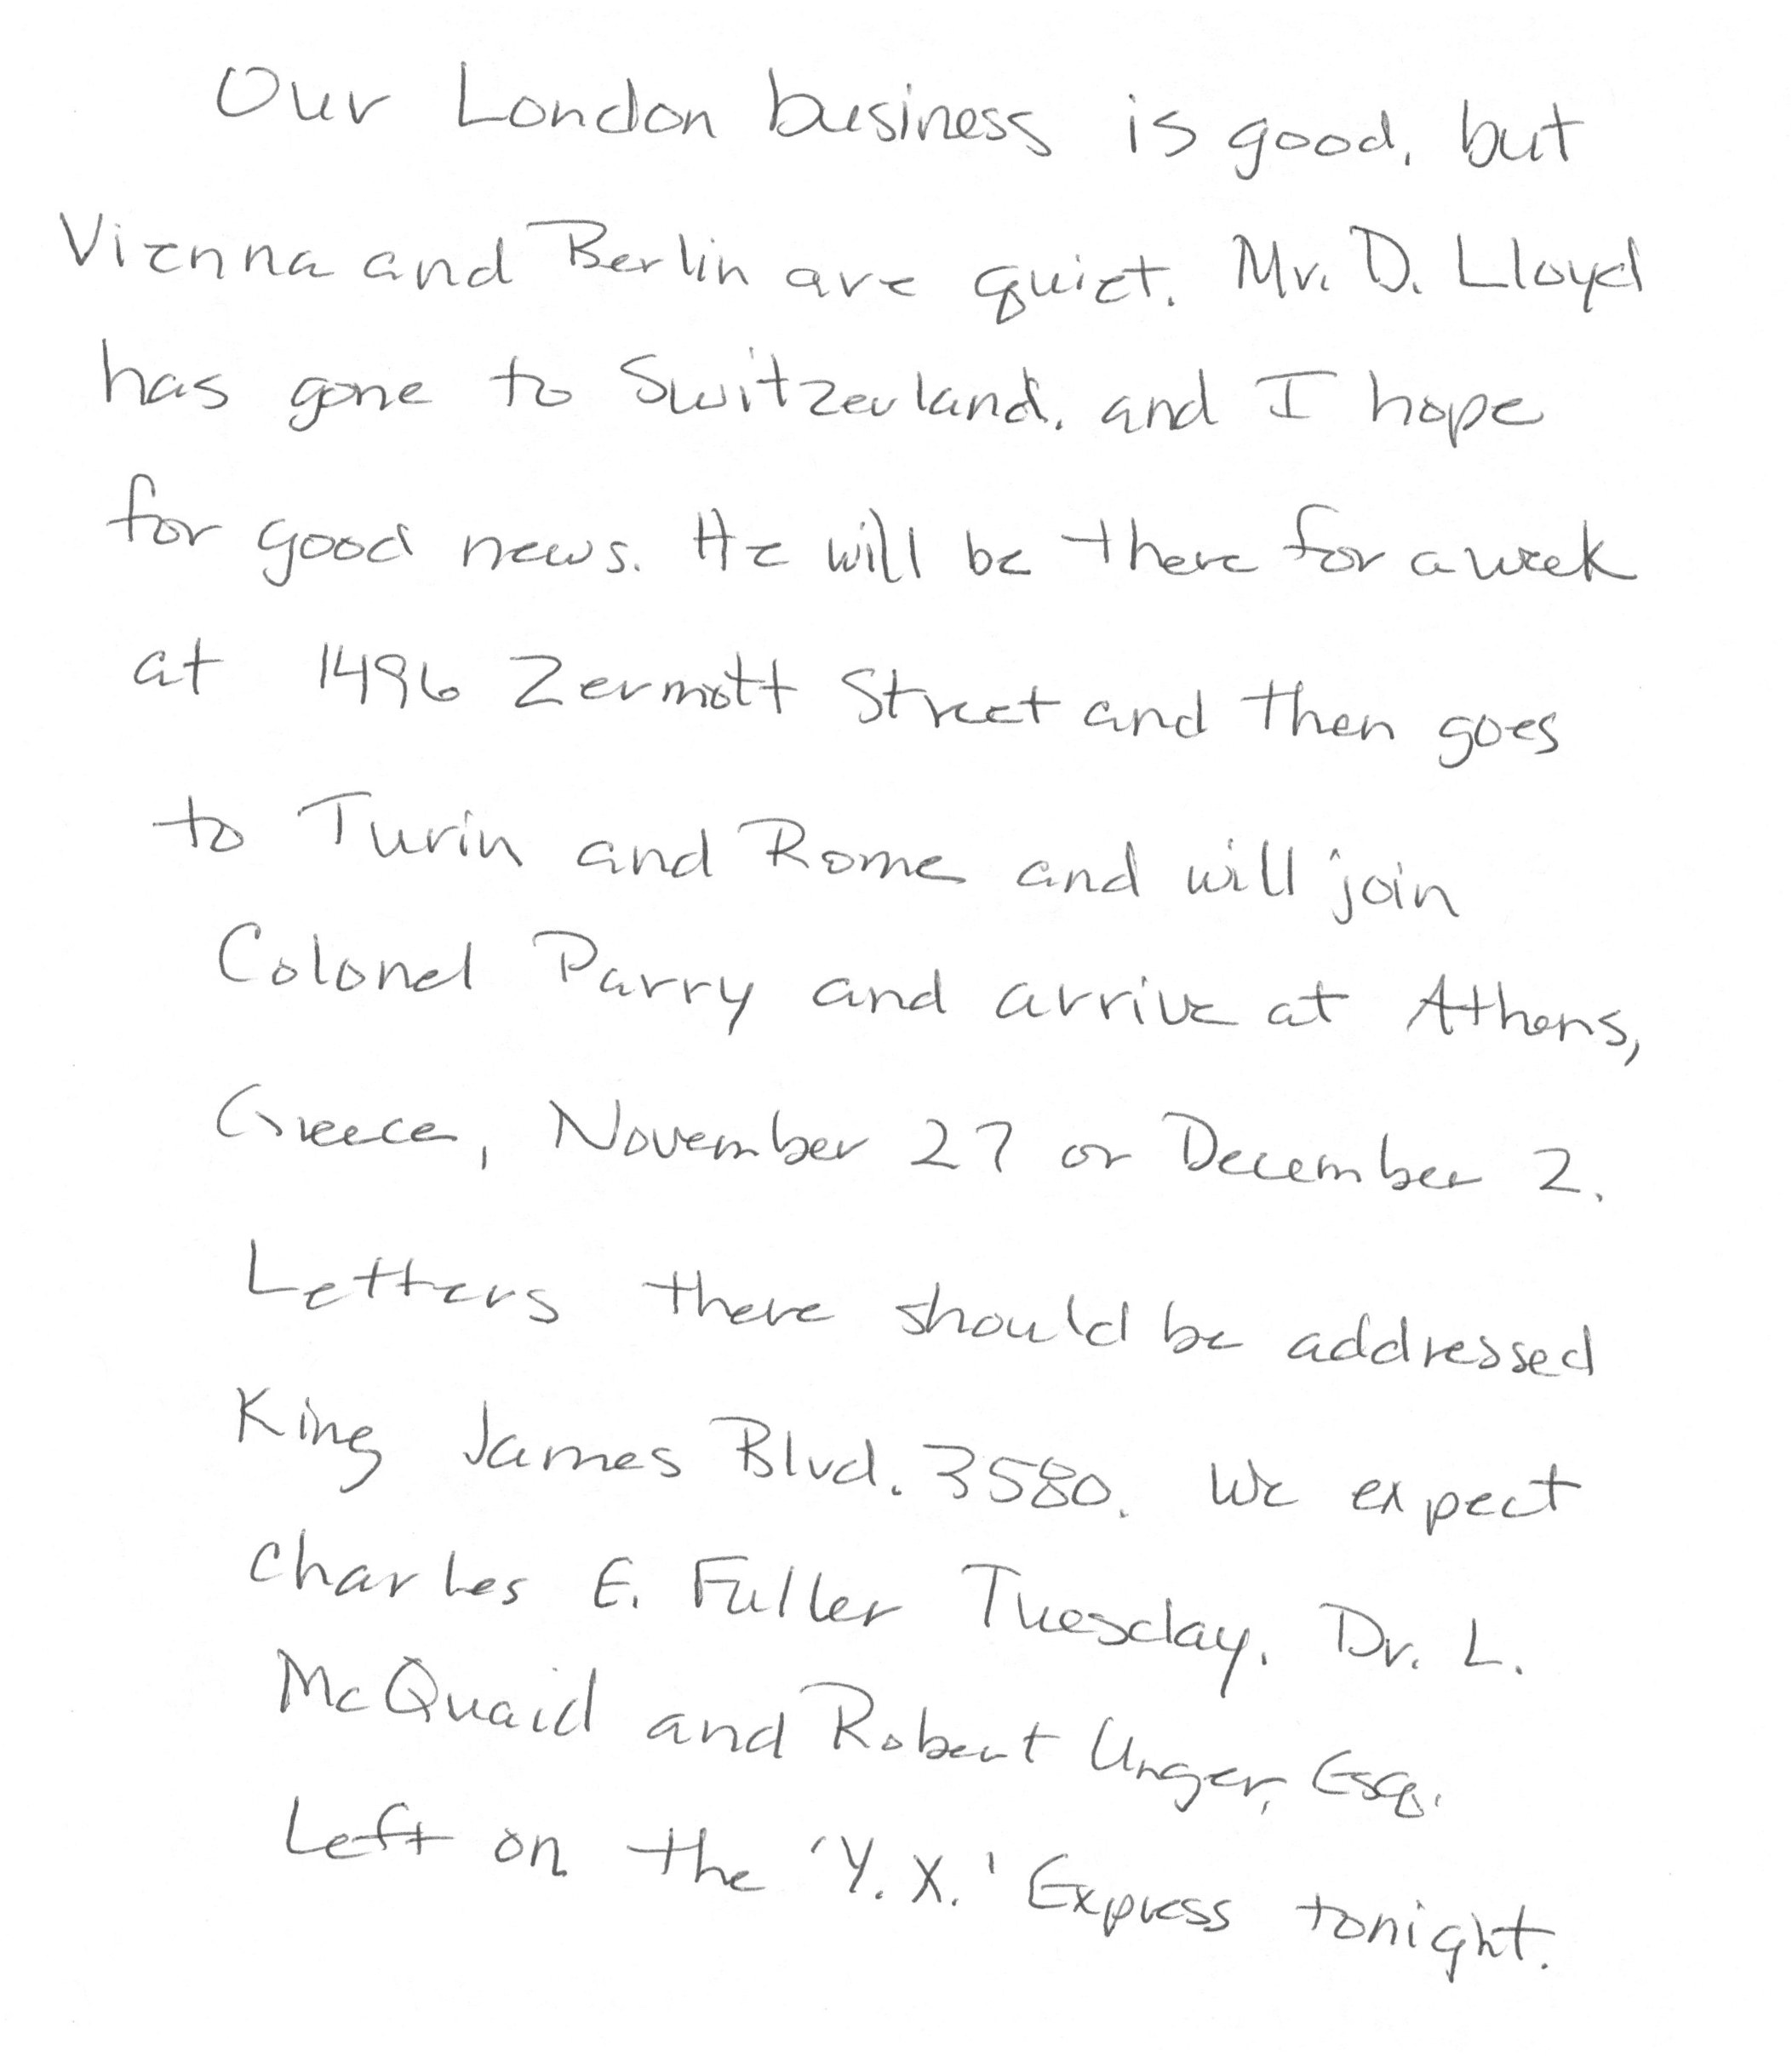 Our London business is good, but
Vienna and Berlin are quiet. Mr. D. Lloyd
has gone to Switzerland, and I hope
for good news. He will be there for a week
at 1496 Zermott Street and then goes
to Turin and Rome and will join
Colonel Parry and arrive at Athens,
Greece, November 27 or December 2.
Letters there should be addressed
King James Blvd. 3580. We expect
Charles E. Fuller Tuesday. Dr. L.
McQuaid and Robert Unger, Esq.
Left on the 'Y.X.' Express tonight.